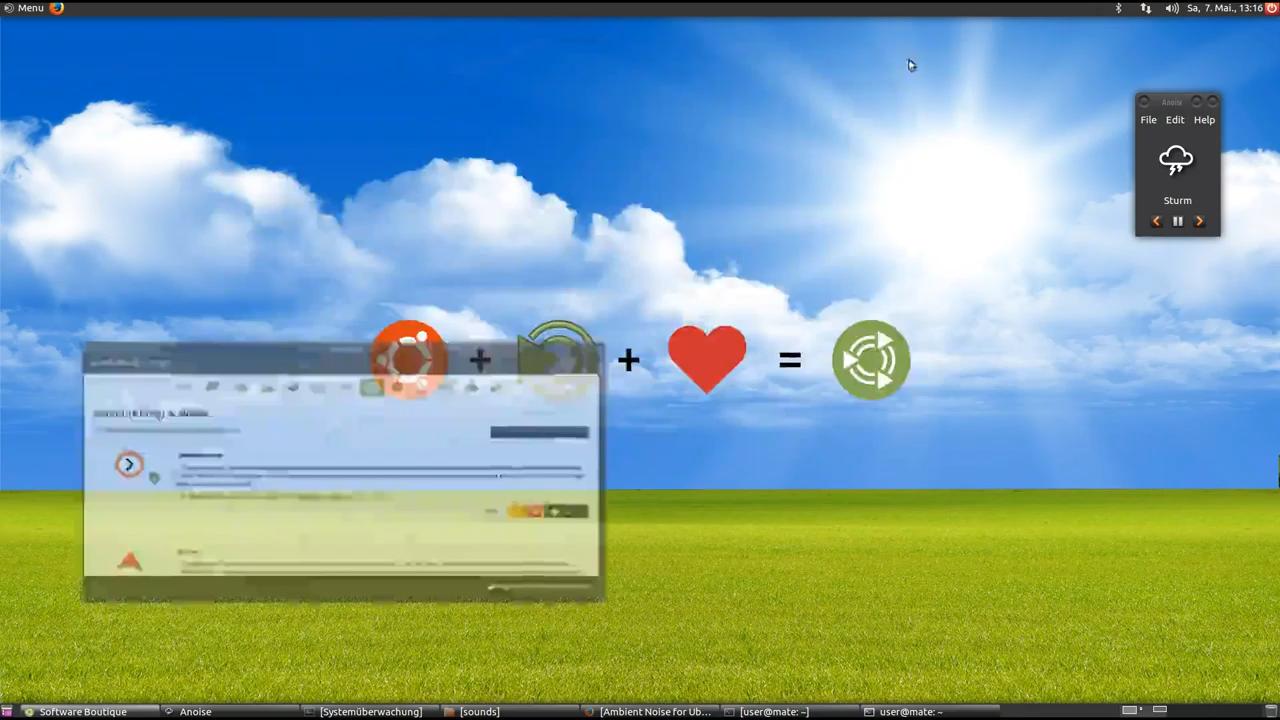 Menu
Sa, 7. Mai., 13:16
Anoise
File Edit Help
Sturm
+ + =
Software Boutique
Anoise
[Systemüberwachung]
[sounds]
[Ambient Noise for Ub...
[user@mate: ~]
user@mate: ~